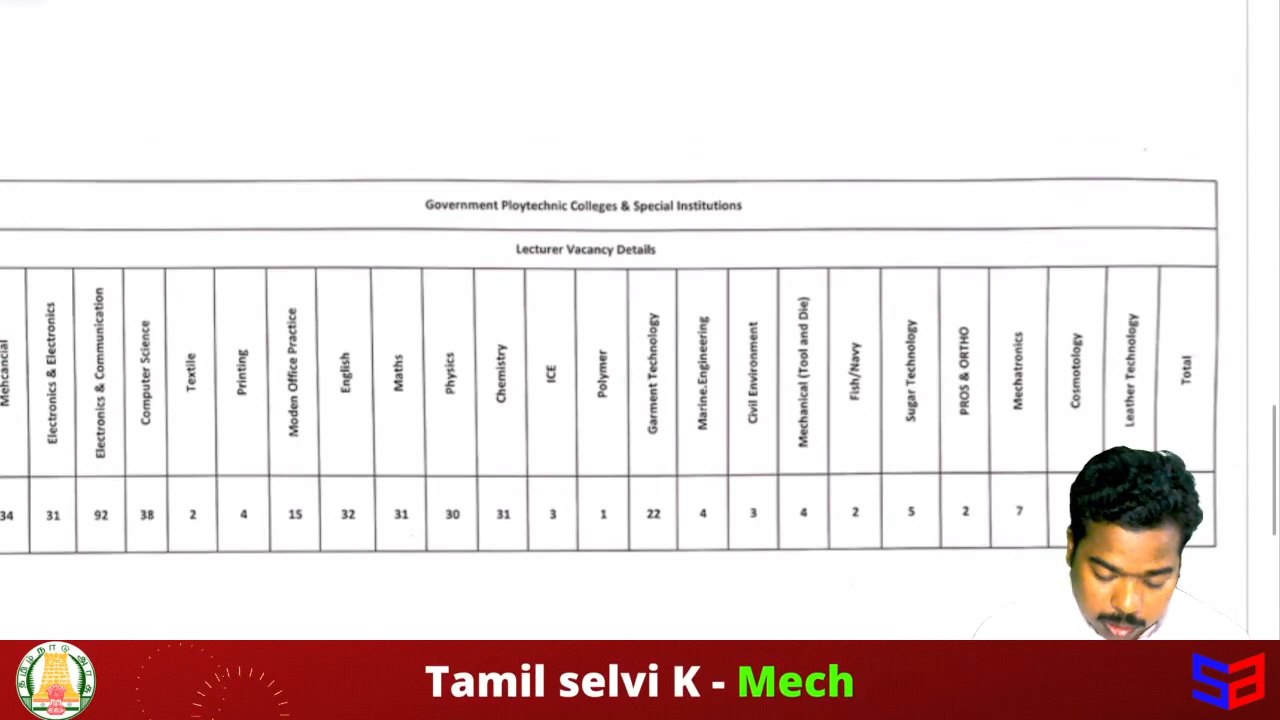 Government Ploytechnic Colleges & Special Institutions
Lecturer Vacancy Details
Mehcancial
Electronics & Electronics
Electronics & Communication
Computer Science
Textile
Printing
Moden Office Practice
English
Maths
Physics
Chemistry
ICE
Polymer
Garment Technology
Marine.Engineering
Civil Environment
Mechanical (Tool and Die)
Fish/Navy
Sugar Technology
PROS & ORTHO
Mechatronics
Cosmotology
Leather Technology
Total
34 31 92 38 2 4 15 32 31 30 31 3 1 22 4 3 4 2 5 2 7
Tamil selvi K - Mech